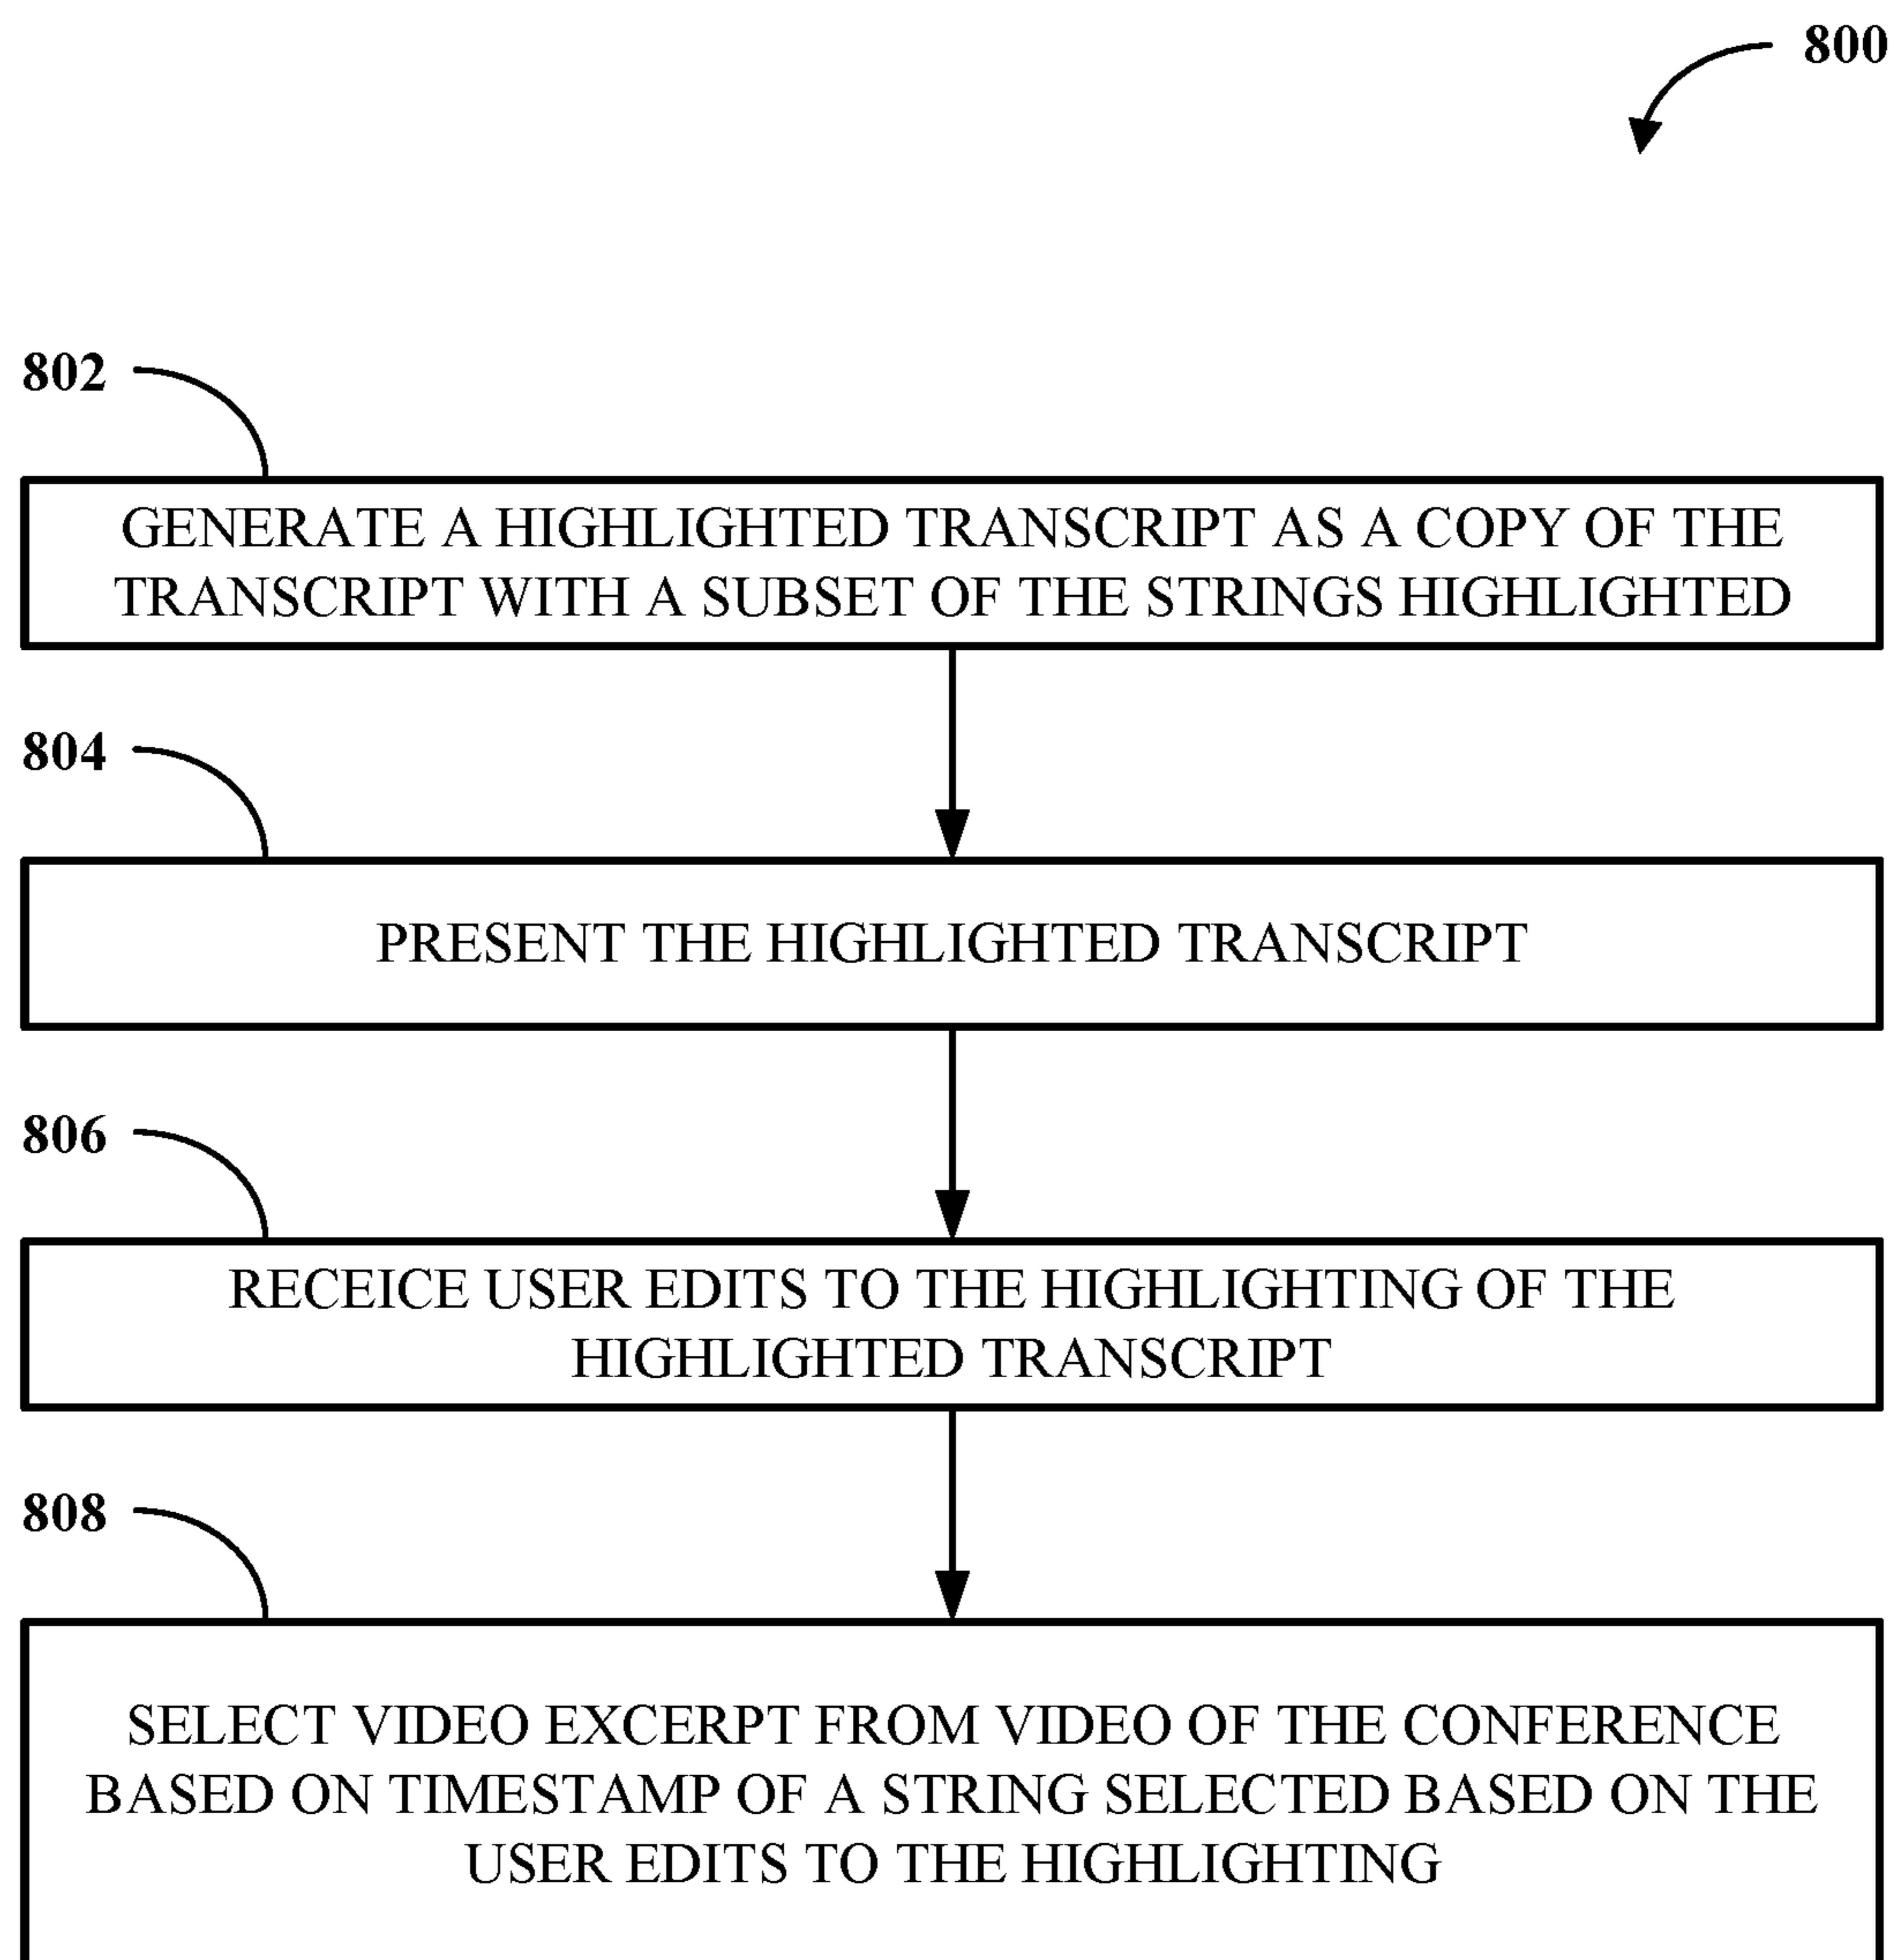 800
802
GENERATE A HIGHLIGHTED TRANSCRIPT AS A COPY OF THE
TRANSCRIPT WITH A SUBSET OF THE STRINGS HIGHLIGHTED
804
PRESENT THE HIGHLIGHTED TRANSCRIPT
806
RECEICE USER EDITS TO THE HIGHLIGHTING OF THE
HIGHLIGHTED TRANSCRIPT
808
SELECT VIDEO EXCERPT FROM VIDEO OF THE CONFERENCE
BASED ON TIMESTAMP OF A STRING SELECTED BASED ON THE
USER EDITS TO THE HIGHLIGHTING